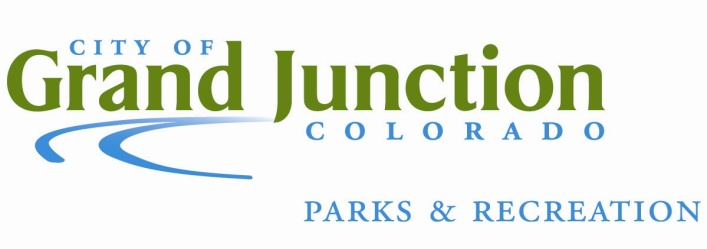 CITY OF
Grand Junction
COLORADO
PARKS & RECREATION